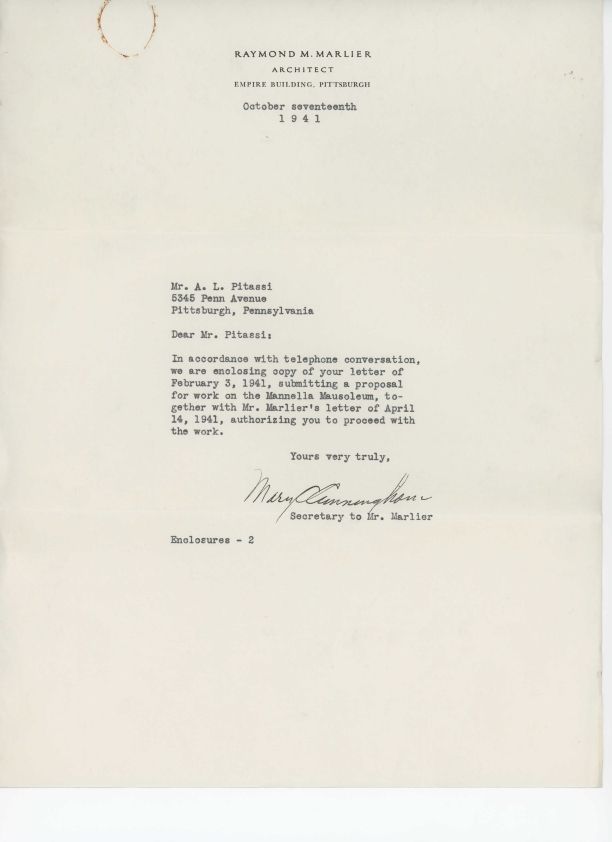 RAYMOND M. MARLIER
ARCHITECT
EMPIRE BUILDING, PITTSBURGH
October seventeenth
1 9 4 1
Mr. A. L. Pitassi
5345 Penn Avenue
Pittsburgh, Pennsylvania
Dear Mr. Pitassi:
In accordance with telephone conversation,
we are enclosing copy of your letter of
February 3, 1941, submitting a proposal
for work on the Mannella Mausoleum, to-
gether with Mr. Marlier's letter of April
14, 1941, authorizing you to proceed with
the work.
Yours very truly,
Mary Cunningham
Secretary to Mr. Marlier
Enclosures - 2